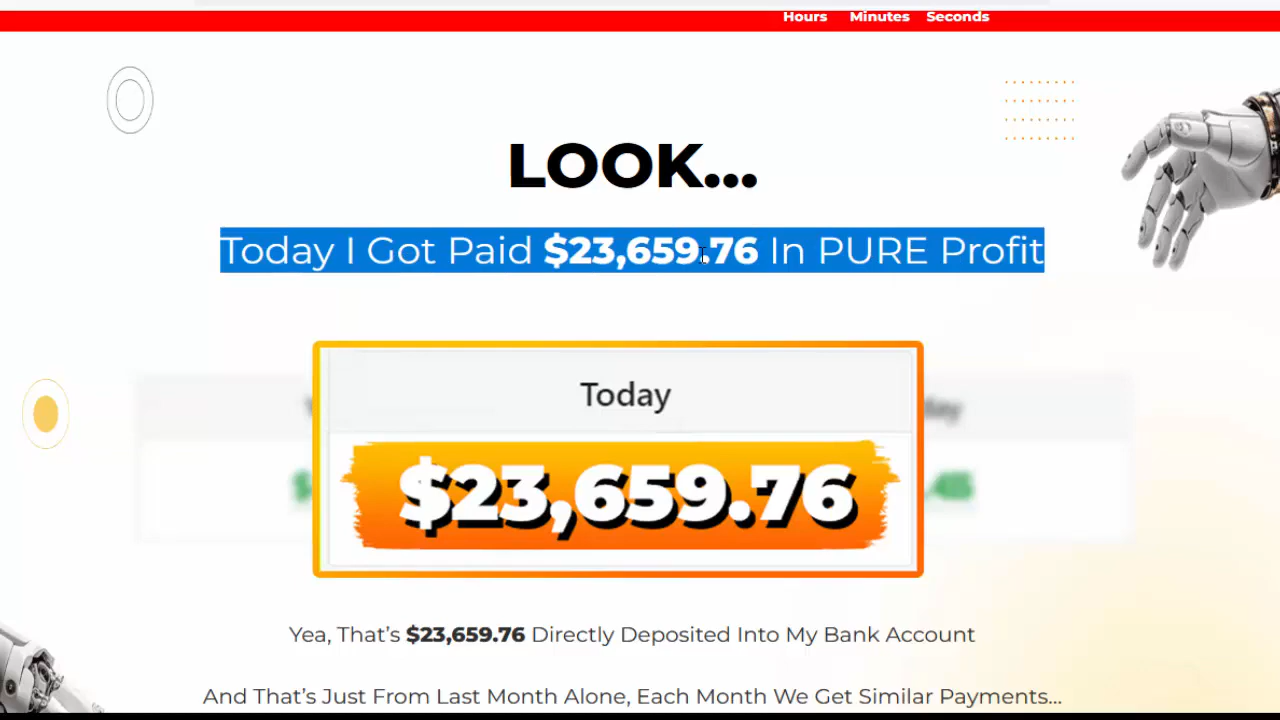 Hours Minutes Seconds
LOOK...
Today I Got Paid $23,659.76 In PURE Profit
Today
$23,659.76
Yea, That's $23,659.76 Directly Deposited Into My Bank Account
And That's Just From Last Month Alone, Each Month We Get Similar Payments...